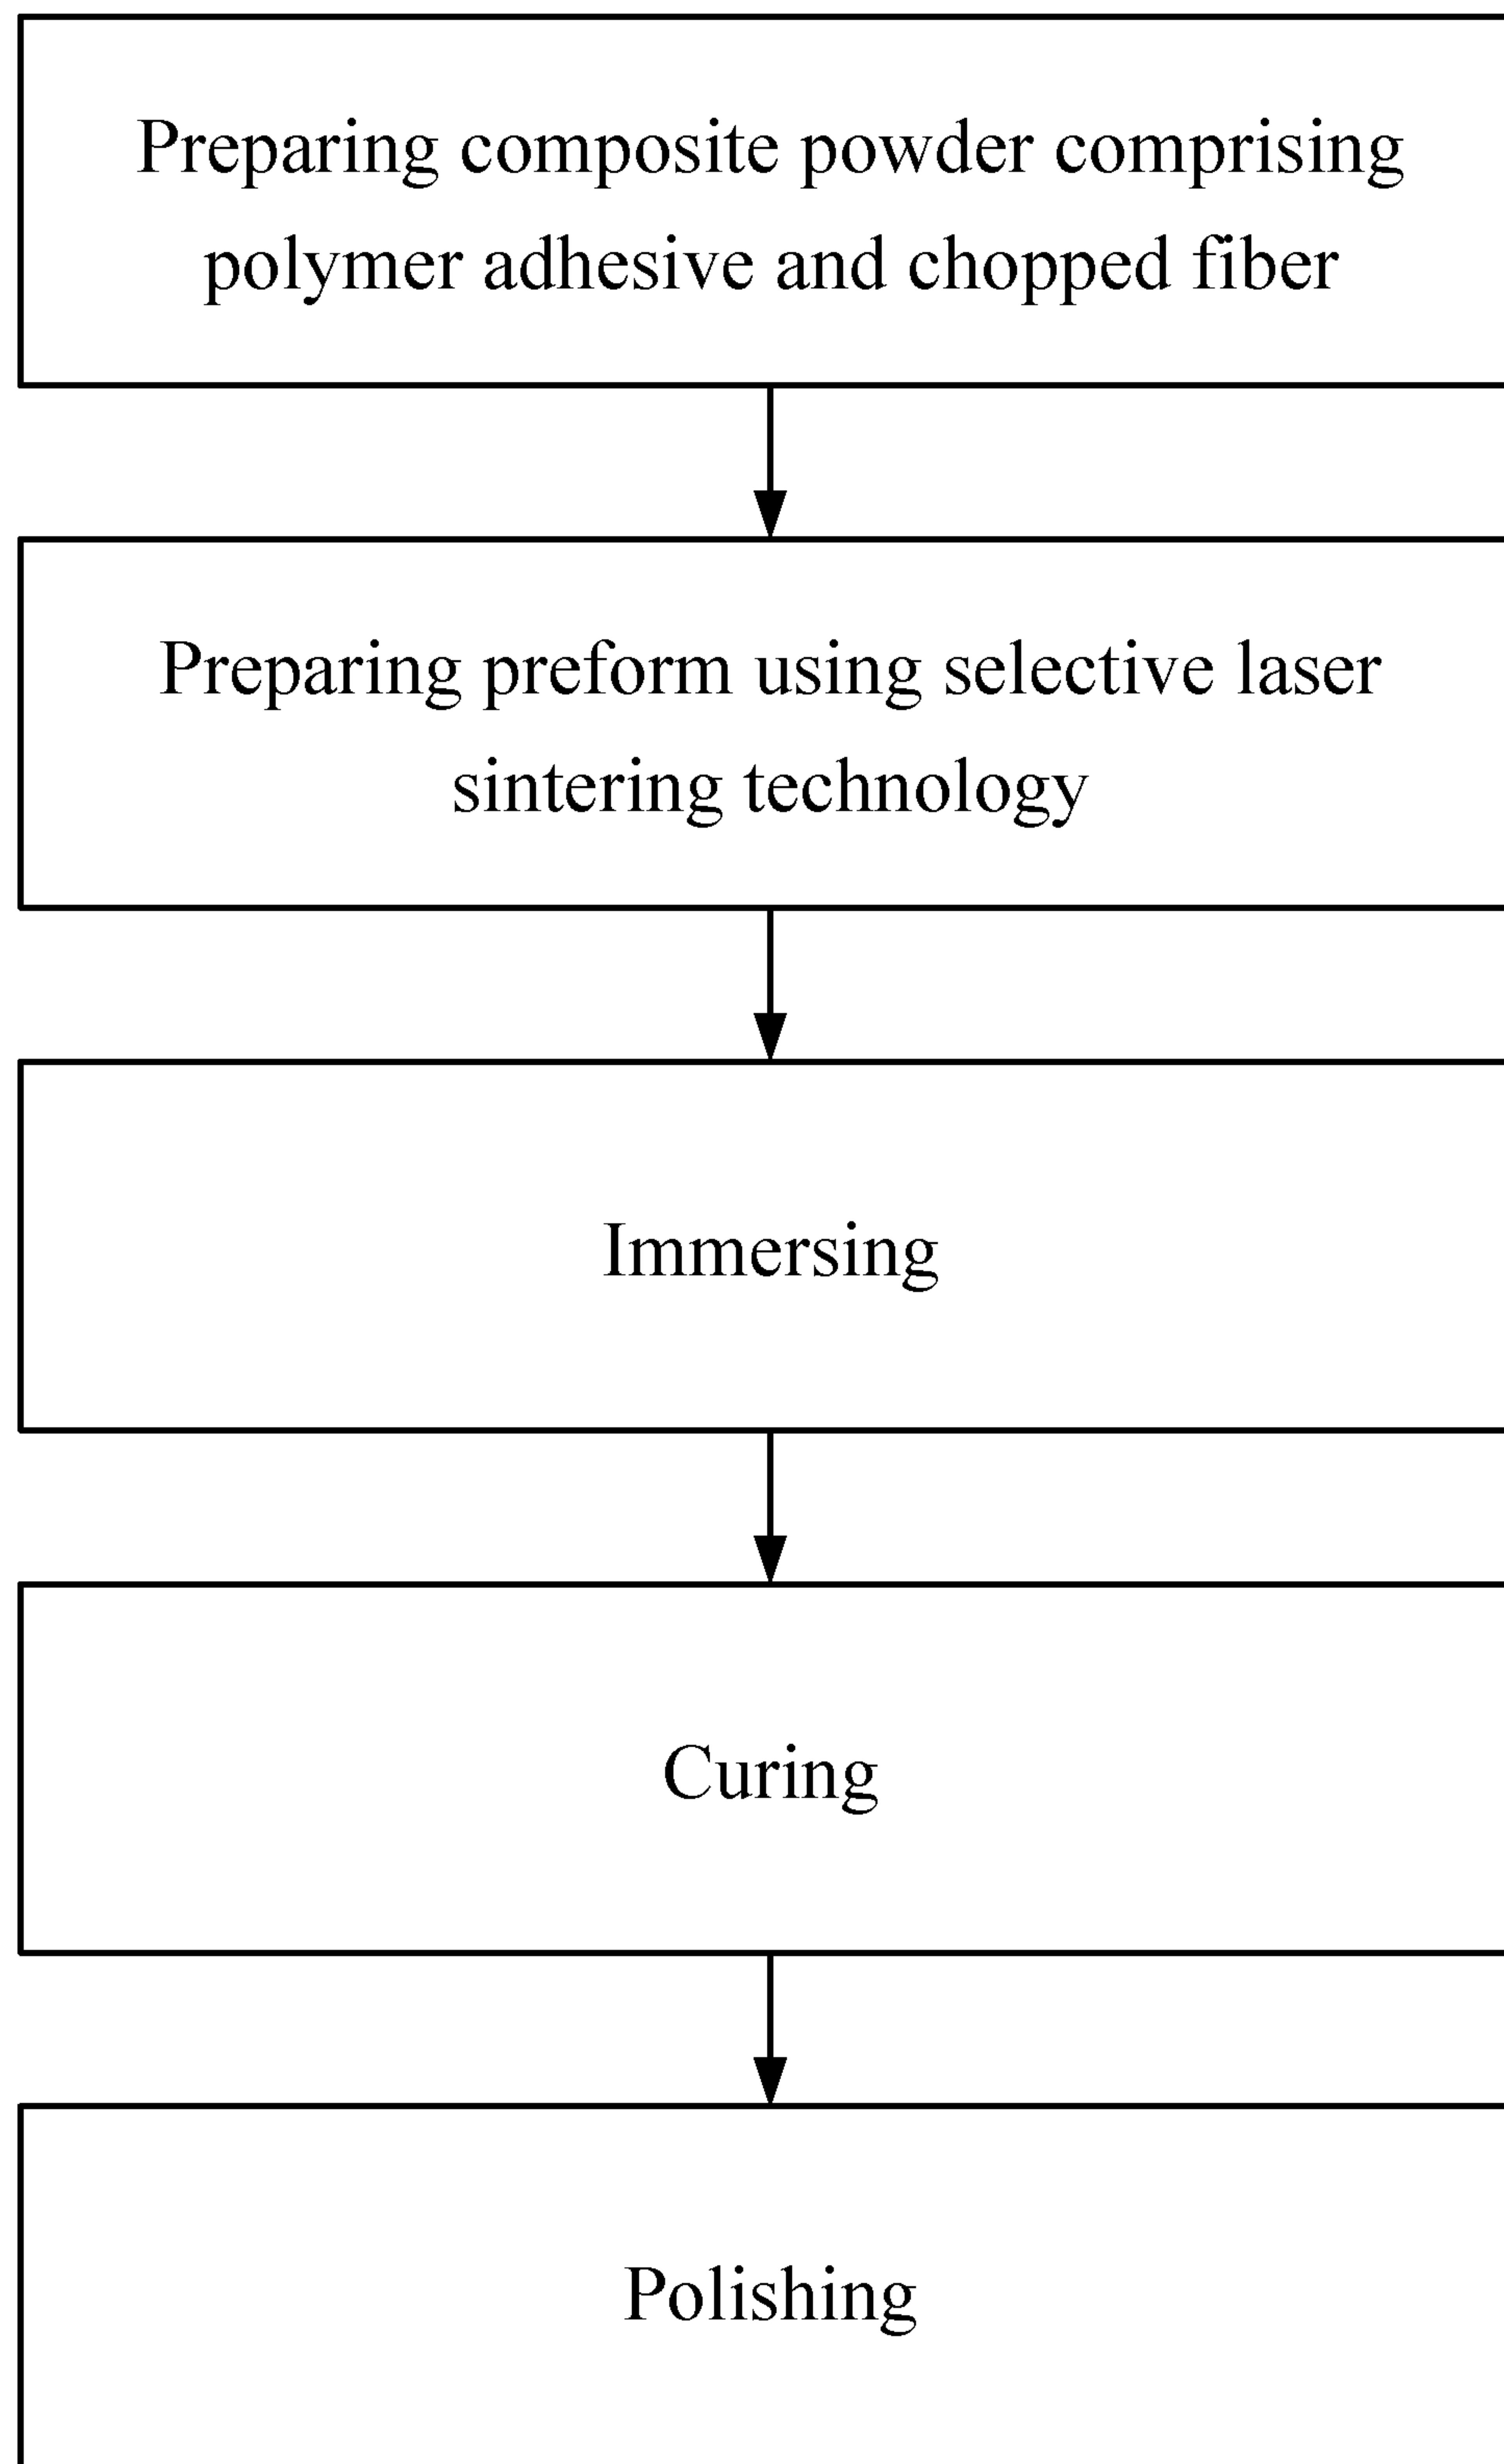 Preparing composite powder comprising
polymer adhesive and chopped fiber
Preparing preform using selective laser
sintering technology
Immersing
Curing
Polishing